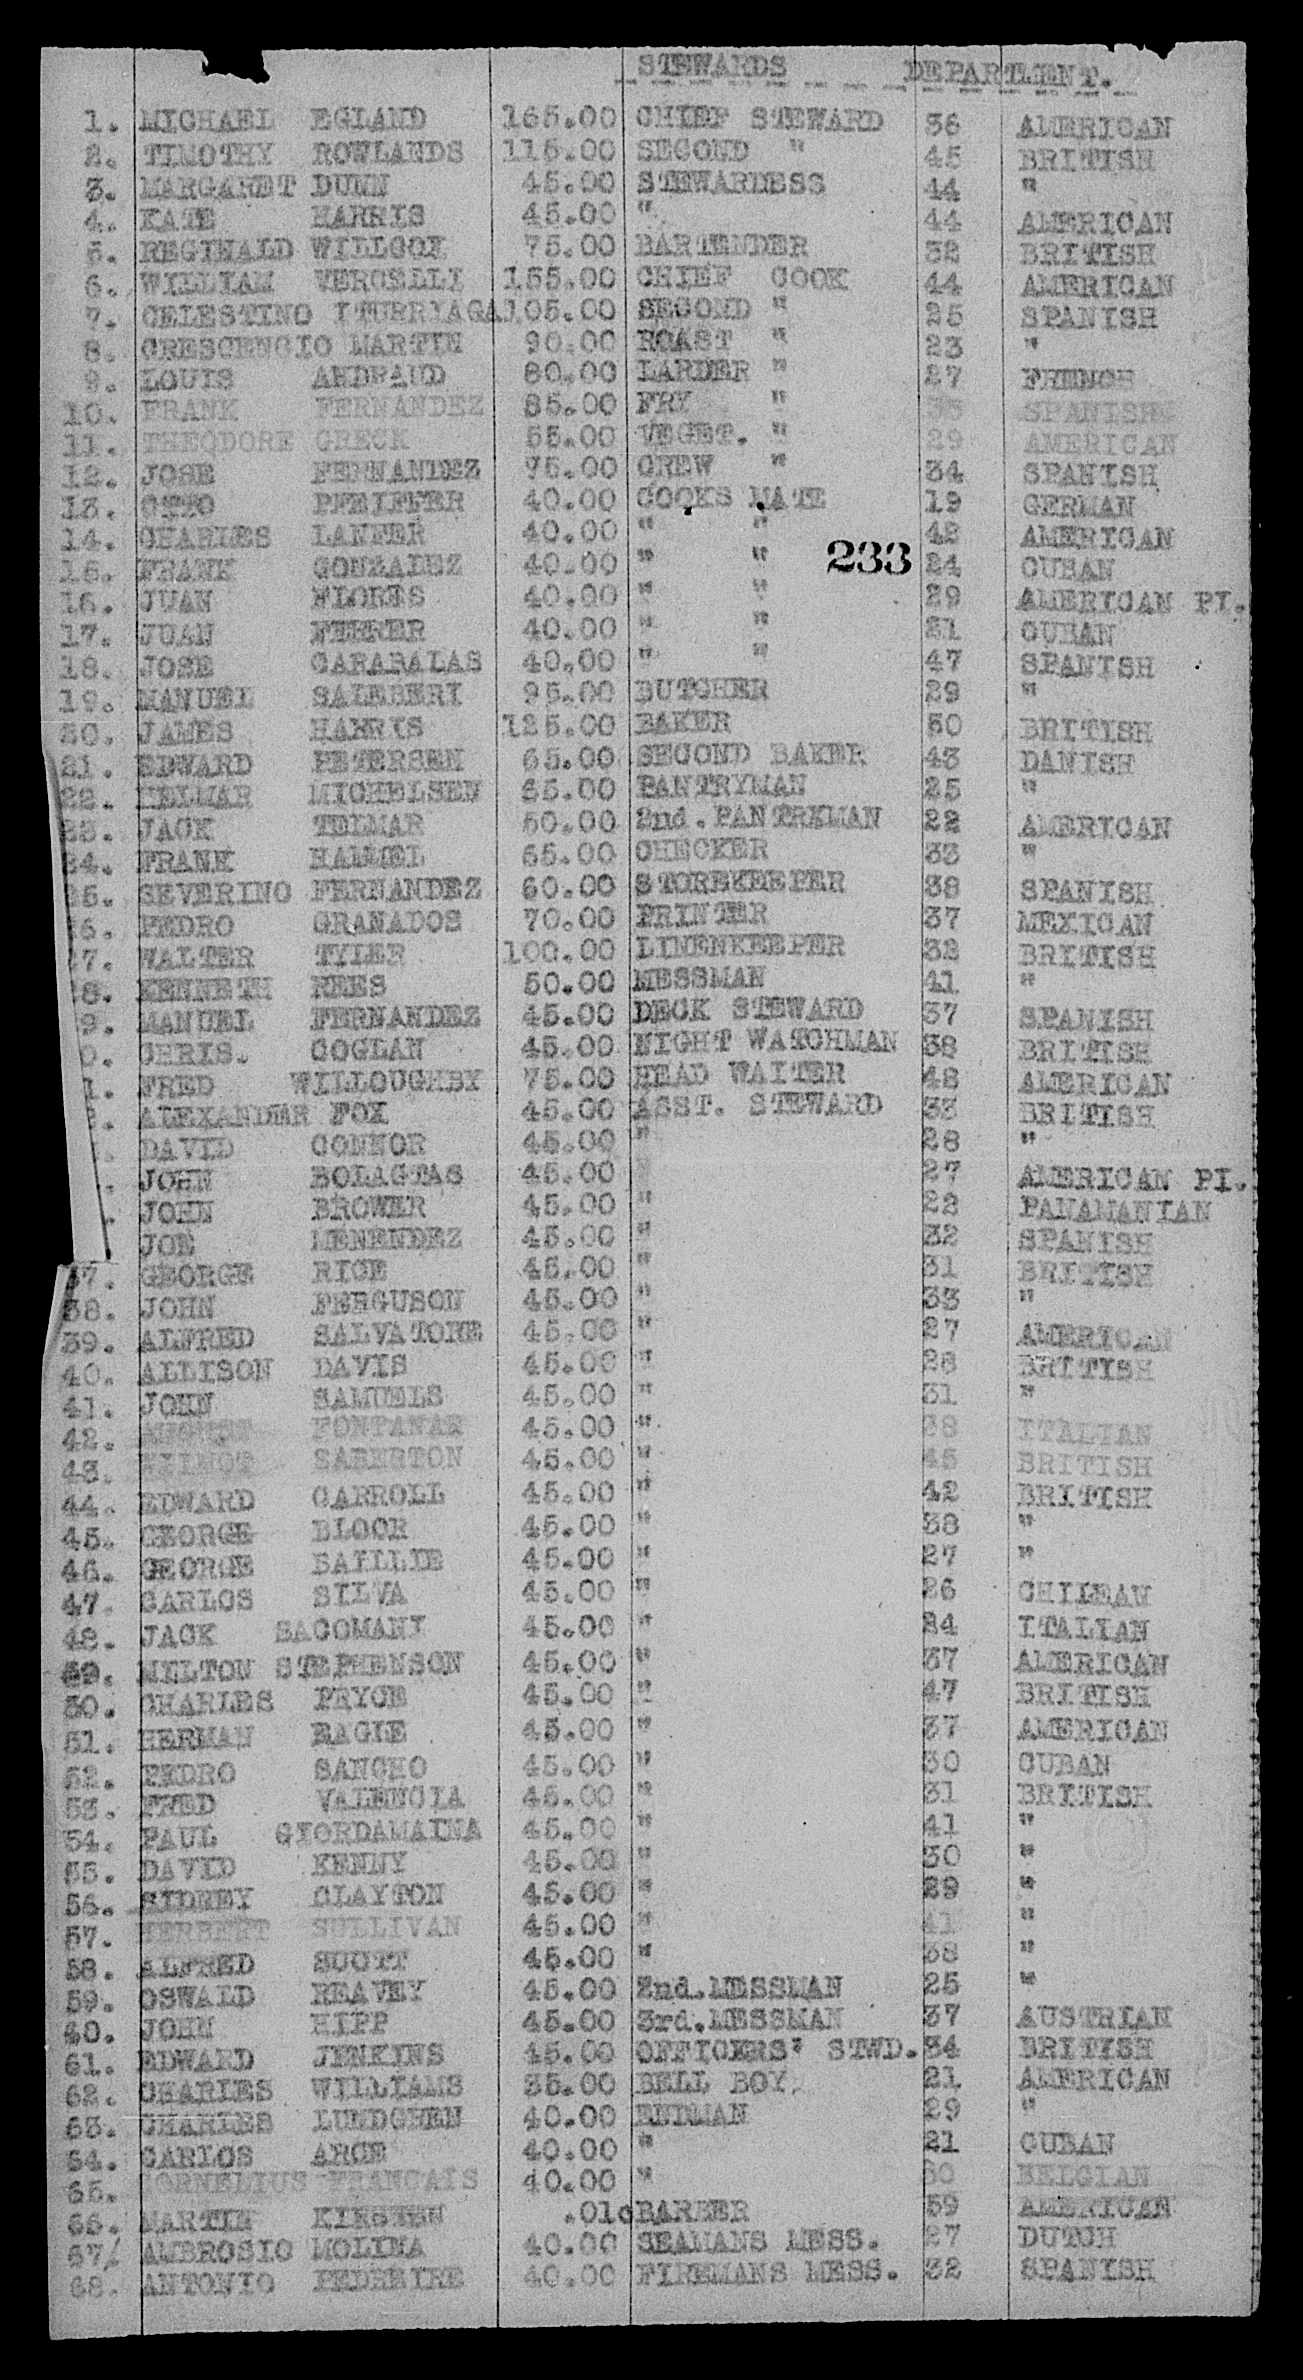 STEWARDS DEPARTMENT.
1. MICHAEL EGLAND 165.00 CHIEF STEWARD 36 AMERICAN
2. TIMOTHY ROWLANDS 115.00 SECOND " 45 BRITISH
3. MARGARET DUNN 45.00 STEWARDESS 44 "
4. KATE HARRIS 45.00 " 44 AMERICAN
5. REGINALD WILLCOX 75.00 BARTENDER 32 BRITISH
6. WILLIAM VERCELLI 155.00 CHIEF COOK 44 AMERICAN
7. CELESTINO ITURRIAGA 105.00 SECOND " 25 SPANISH
8. CRESCENCIO MARTIN 90.00 ROAST " 23 "
9. LOUIS ANDRAUD 80.00 LARDER " 27 FRENCH
10. FRANK FERNANDEZ 85.00 FRY " 35 SPANISH
11. THEODORE GRECK 55.00 VEGET. " 29 AMERICAN
12. JOSE FERNANDEZ 75.00 CREW " 34 SPANISH
13. OTTO PFEIFFER 40.00 COOKS MATE 19 GERMAN
14. CHARLES LANFER 40.00 " " 42 AMERICAN
15. FRANK GONZALEZ 40.00 " " 233 24 CUBAN
16. JUAN FLORES 40.00 " " 29 AMERICAN PI.
17. JUAN FERRER 40.00 " " 21 CUBAN
18. JOSE CARABALAS 40.00 " " 47 SPANISH
19. MANUEL SALEBERI 95.00 BUTCHER 29 "
20. JAMES HARRIS 125.00 BAKER 50 BRITISH
21. EDWARD PETERSEN 65.00 SECOND BAKER 43 DANISH
22. HELMAR MICHELSEN 65.00 PANTRYMAN 25 "
23. JACK TELMAR 50.00 2nd. PANTRYMAN 22 AMERICAN
24. FRANK HAMMEL 65.00 CHECKER 33 "
25. SEVERINO FERNANDEZ 60.00 STOREKEEPER 38 SPANISH
6. PEDRO GRANADOS 70.00 PRINTER 37 MEXICAN
7. WALTER TYLER 100.00 LINENKEEPER 32 BRITISH
8. KENNETH REES 50.00 MESSMAN 41 "
9. MANUEL FERNANDEZ 45.00 DECK STEWARD 37 SPANISH
0. CHRIS. COGLAN 45.00 NIGHT WATCHMAN 38 BRITISH
1. FRED WILLOUGHBY 75.00 HEAD WAITER 48 AMERICAN
. ALEXANDER FOX 45.00 ASST. STEWARD 33 BRITISH
. DAVID CONNOR 45.00 " 28 "
. JOHN BOLAGTAS 45.00 27 AMERICAN PI.
. JOHN BROWER 45.00 " 22 PANAMANIAN
. JOE MENENDEZ 45.00 " 32 SPANISH
37. GEORGE RICE 45.00 " 31 BRITISH
38. JOHN FERGUSON 45.00 " 33 "
39. ALFRED SALVATORE 45.00 " 27 AMERICAN
40. ALLISON DAVIS 45.00 " 28 BRITISH
41. JOHN SAMUELS 45.00 " 31 "
42. AUGUST FONTANAR 45.00 " 38 ITALIAN
43. WILMOT SABERTON 45.00 " 45 BRITISH
44. EDWARD CARROLL 45.00 " 42 BRITISH
45. GEORGE BLOOR 45.00 " 38 "
46. GEORGE BAILLIE 45.00 " 27 "
47. CARLOS SILVA 45.00 " 26 CHILEAN
48. JACK SACOMANI 45.00 " 24 ITALIAN
49. MILTON STEPHENSON 45.00 " 37 AMERICAN
50. CHARLES PRYCE 45.00 " 47 BRITISH
51. HERMAN EAGLE 45.00 " 37 AMERICAN
52. PEDRO SANCHO 45.00 " 30 CUBAN
53. FRED VALENCIA 45.00 " 31 BRITISH
54. PAUL GIORDAMAINA 45.00 " 41 "
55. DAVID KENNY 45.00 " 30 "
56. SIDNEY CLAYTON 45.00 " 29 "
57. HERBERT SULLIVAN 45.00 " 41 "
58. ALFRED SCOTT 45.00 " 38 "
59. OSWALD REAVEY 45.00 2nd. MESSMAN 25 "
60. JOHN HIPP 45.00 3rd. MESSMAN 37 AUSTRIAN
61. EDWARD JENKINS 45.00 OFFICERS' STWD. 34 BRITISH
62. CHARLES WILLIAMS 35.00 BELL BOY 21 AMERICAN
63. CHARLES LUNDGREN 40.00 ENDMAN 29 "
64. CARLOS ARCE 40.00 " 21 CUBAN
65. CORNELIUS FRANCAIS 40.00 " 30 BELGIAN
66. MARTIN KIRSTEN .01c BARBER 59 AMERICAN
67/ AMBROSIO MOLINA 40.00 SEAMANS MESS. 27 DUTCH
68. ANTONIO PEDREIRE 40.00 FIREMANS MESS. 32 SPANISH